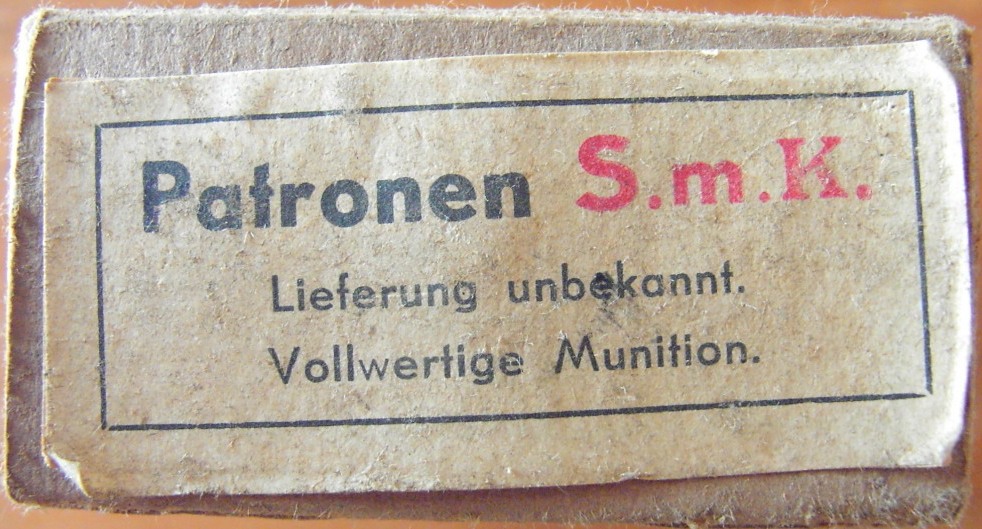 Patronen S.m.K.
Lieferung unbekannt.
Vollwertige Munition.